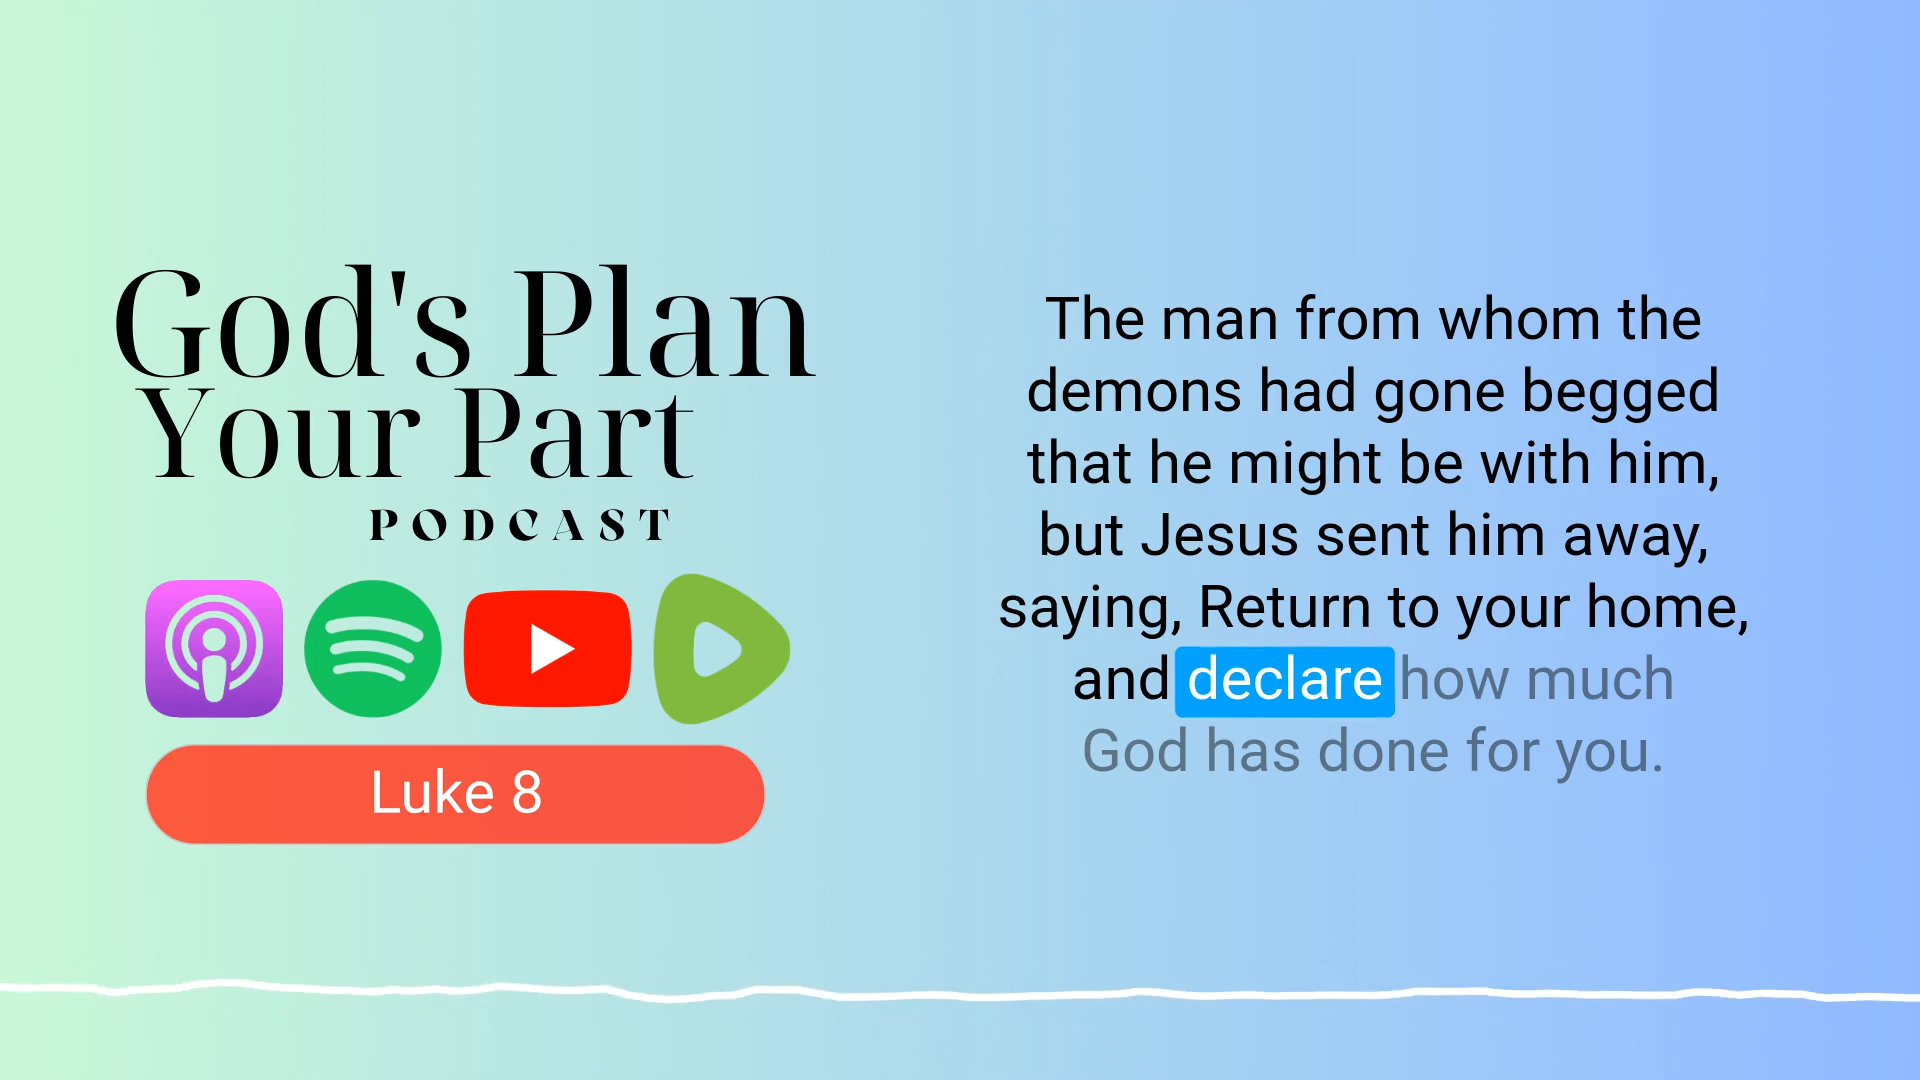 God's Plan
Your Part
PODCAST
Luke 8
The man from whom the
demons had gone begged
that he might be with him,
but Jesus sent him away,
saying, Return to your home,
and declare how much
God has done for you.